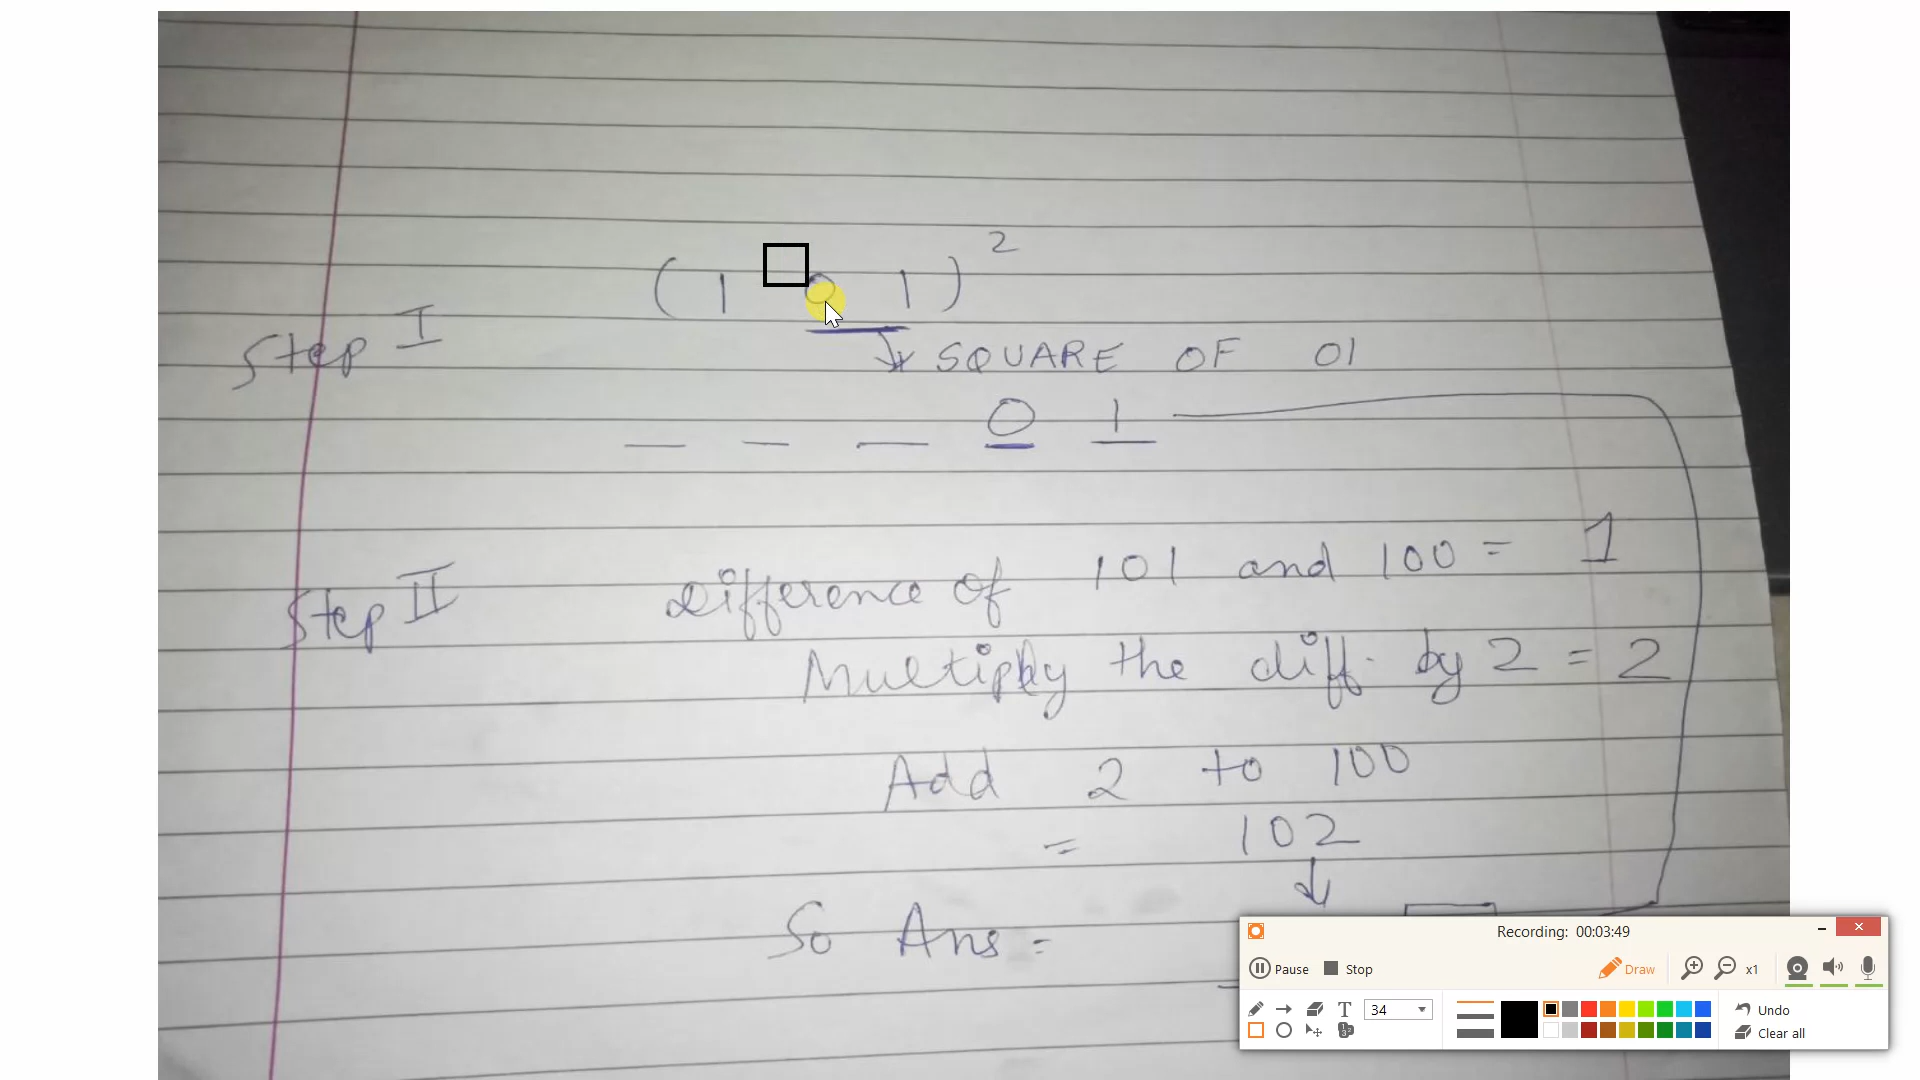 ( 1 0 1 )²
Step I
SQUARE OF 01
0 1
Step II
Difference of 101 and 100 = 1
Multiply the diff. by 2 = 2
Add 2 to 100
= 102
So Ans =
Recording: 00:03:49
Pause Stop Draw x1
T 34 Undo
Clear all